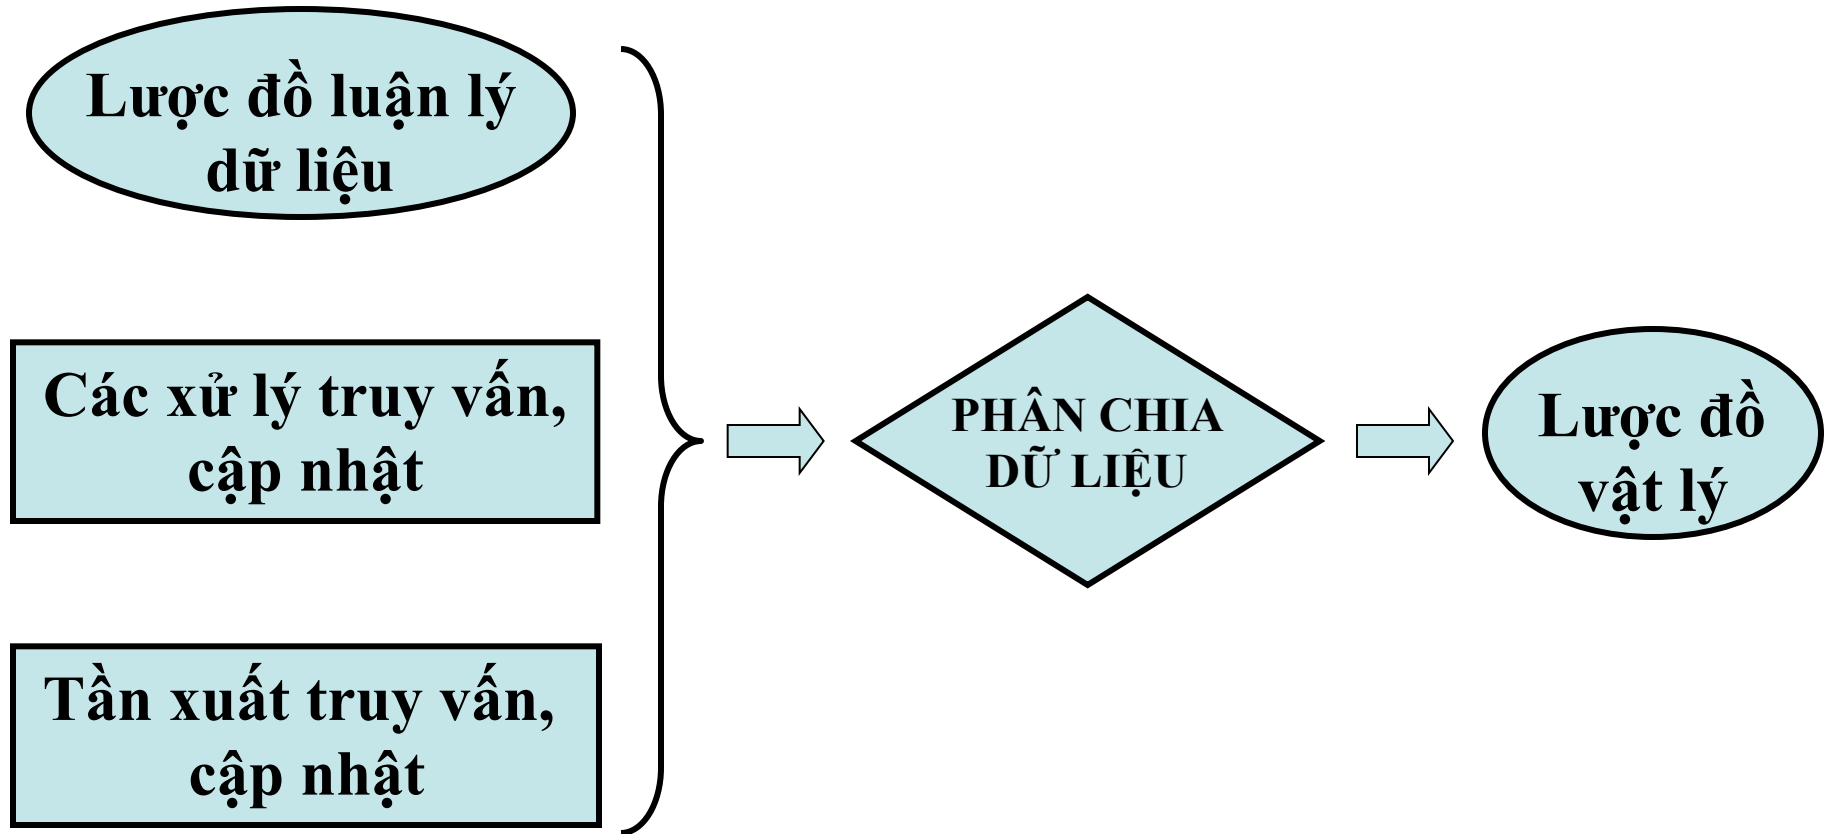 Lược đồ luận lý
dữ liệu
Các xử lý truy vấn,
cập nhật
Tần xuất truy vấn,
cập nhật
PHÂN CHIA
DỮ LIỆU
Lược đồ
vật lý